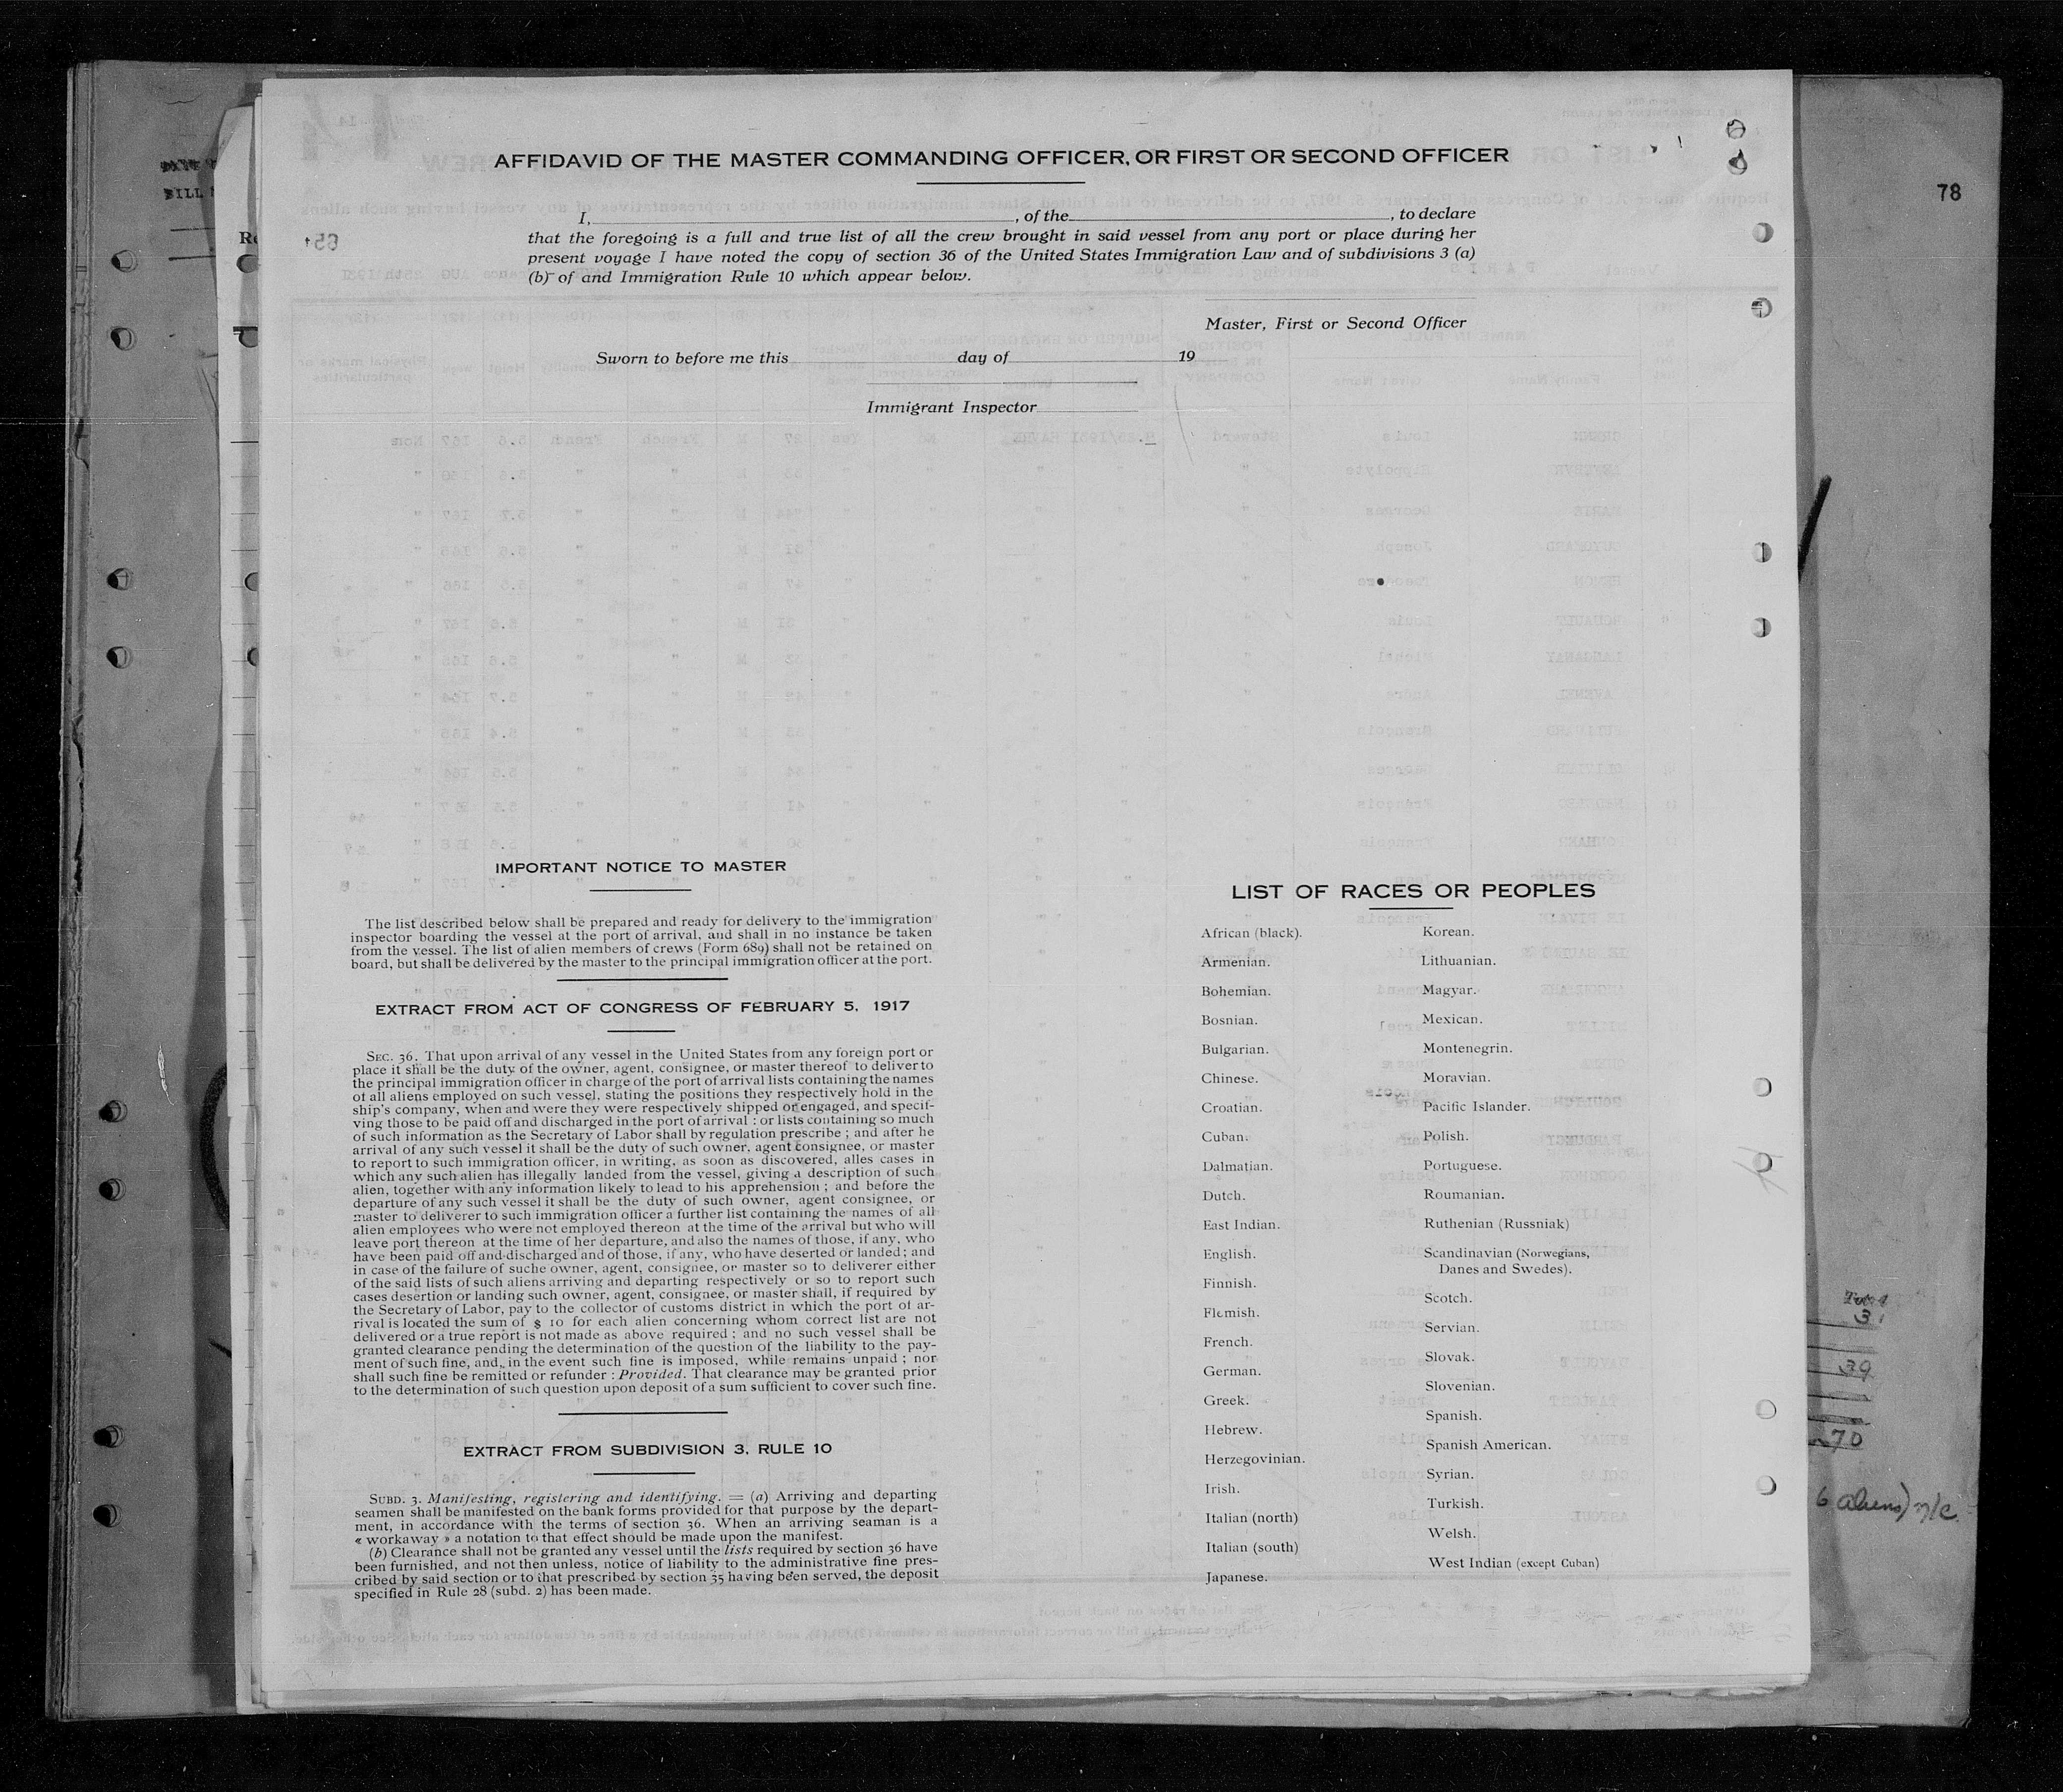 78
AFFIDAVID OF THE MASTER COMMANDING OFFICER, OR FIRST OR SECOND OFFICER
I, , of the , to declare
that the foregoing is a full and true list of all the crew brought in said vessel from any port or place during her
present voyage I have noted the copy of section 36 of the United States Immigration Law and of subdivisions 3 (a)
(b) of and Immigration Rule 10 which appear below.
Master, First or Second Officer
Sworn to before me this day of 19
Immigrant Inspector
IMPORTANT NOTICE TO MASTER
The list described below shall be prepared and ready for delivery to the immigration
inspector boarding the vessel at the port of arrival, and shall in no instance be taken
from the vessel. The list of alien members of crews (Form 689) shall not be retained on
board, but shall be delivered by the master to the principal immigration officer at the port.
EXTRACT FROM ACT OF CONGRESS OF FEBRUARY 5, 1917
SEC. 36. That upon arrival of any vessel in the United States from any foreign port or
place it shall be the duty of the owner, agent, consignee, or master thereof to deliver to
the principal immigration officer in charge of the port of arrival lists containing the names
of all aliens employed on such vessel, stating the positions they respectively hold in the
ship's company, when and were they were respectively shipped or engaged, and specif-
ving those to be paid off and discharged in the port of arrival : or lists containing so much
of such information as the Secretary of Labor shall by regulation prescribe ; and after he
arrival of any such vessel it shall be the duty of such owner, agent consignee, or master
to report to such immigration officer, in writing, as soon as discovered, alles cases in
which any such alien has illegally landed from the vessel, giving a description of such
alien, together with any information likely to lead to his apprehension ; and before the
departure of any such vessel it shall be the duty of such owner, agent consignee, or
master to deliverer to such immigration officer a further list containing the names of all
alien employees who were not employed thereon at the time of the arrival but who will
leave port thereon at the time of her departure, and also the names of those, if any, who
have been paid off and discharged and of those, if any, who have deserted or landed ; and
in case of the failure of suche owner, agent, consignee, or master so to deliverer either
of the said lists of such aliens arriving and departing respectively or so to report such
cases desertion or landing such owner, agent, consignee, or master shall, if required by
the Secretary of Labor, pay to the collector of customs district in which the port of ar-
rival is located the sum of $ 10 for each alien concerning whom correct list are not
delivered or a true report is not made as above required ; and no such vessel shall be
granted clearance pending the determination of the question of the liability to the pay-
ment of such fine, and, in the event such fine is imposed, while remains unpaid ; nor
shall such fine be remitted or refunder : Provided. That clearance may be granted prior
to the determination of such question upon deposit of a sum sufficient to cover such fine.
EXTRACT FROM SUBDIVISION 3, RULE 10
SUBD. 3. Manifesting, registering and identifying. = (a) Arriving and departing
seamen shall be manifested on the bank forms provided for that purpose by the depart-
ment, in accordance with the terms of section 36. When an arriving seaman is a
« workaway » a notation to that effect should be made upon the manifest.
(b) Clearance shall not be granted any vessel until the lists required by section 36 have
been furnished, and not then unless, notice of liability to the administrative fine pres-
cribed by said section or to that prescribed by section 35 having been served, the deposit
specified in Rule 28 (subd. 2) has been made.
LIST OF RACES OR PEOPLES
African (black).
Armenian.
Bohemian.
Bosnian.
Bulgarian.
Chinese.
Croatian.
Cuban.
Dalmatian.
Dutch.
East Indian.
English.
Finnish.
Flemish.
French.
German.
Greek.
Hebrew.
Herzegovinian.
Irish.
Italian (north)
Italian (south)
Japanese.
Korean.
Lithuanian.
Magyar.
Mexican.
Montenegrin.
Moravian.
Pacific Islander.
Polish.
Portuguese.
Roumanian.
Ruthenian (Russniak)
Scandinavian (Norwegians,
Danes and Swedes).
Scotch.
Servian.
Slovak.
Slovenian.
Spanish.
Spanish American.
Syrian.
Turkish.
Welsh.
West Indian (except Cuban)
39
70
6 aliens) n/c